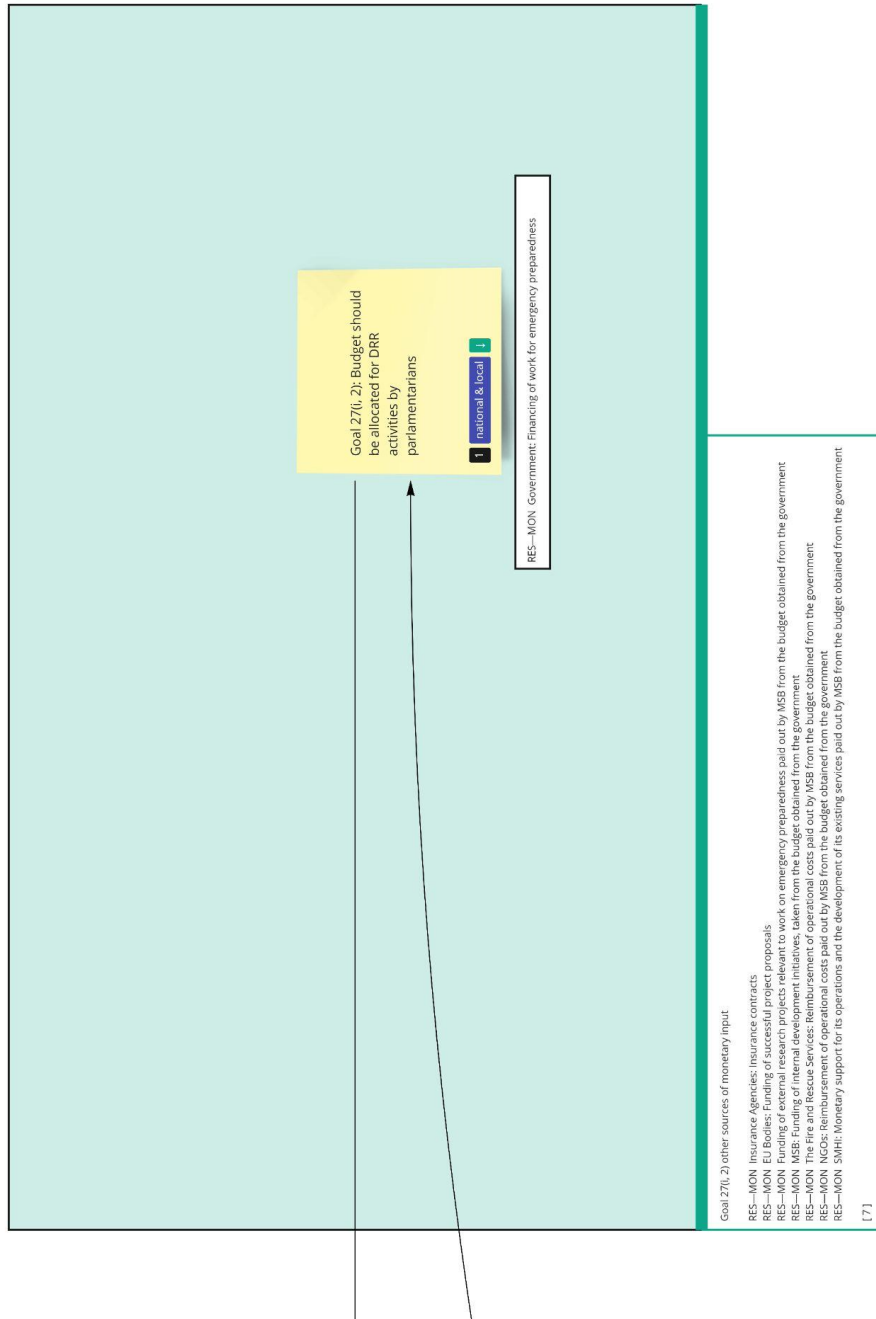 Goal 27(i, 2): Budget should
be allocated for DRR
activities by
parlamentarians
1 national & local ↓
RES—MON Government: Financing of work for emergency preparedness
Goal 27(i, 2) other sources of monetary input
RES—MON Insurance Agencies: Insurance contracts
RES—MON EU Bodies: Funding of successful project proposals
RES—MON Funding of external research projects relevant to work on emergency preparedness paid out by MSB from the budget obtained from the government
RES—MON MSB: Funding of internal development initiatives, taken from the budget obtained from the government
RES—MON The Fire and Rescue Services: Reimbursement of operational costs paid out by MSB from the budget obtained from the government
RES—MON NGOs: Reimbursement of operational costs paid out by MSB from the budget obtained from the government
RES—MON SMHI: Monetary support for its operations and the development of its existing services paid out by MSB from the budget obtained from the government
[ 7 ]